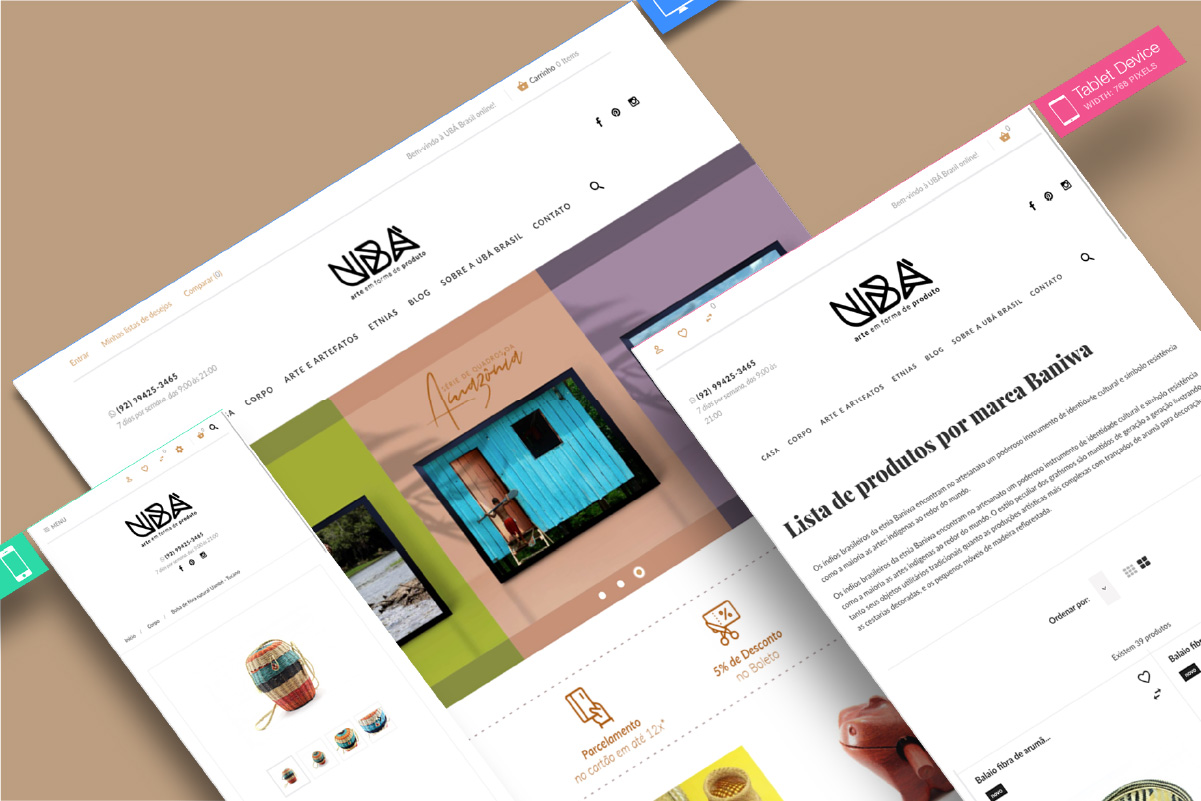 Carrinho 0 Items
Bem-vindo à UBÁ Brasil online!
Entrar
Minhas listas de desejos
Comparar (0)
UBÁ
arte em forma de produto
(92) 99425-3465
7 dias por semana, das 9:00 às 21:00
CORPO
ARTE E ARTEFATOS
ETNIAS
BLOG
SOBRE A UBÁ BRASIL
CONTATO
SÉRIE DE QUADROS DA
Amazônia
Parcelamento
no cartão em até 12x*
5% de Desconto
no Boleto
Tablet Device
WIDTH: 768 PIXELS
0
Bem-vindo à UBÁ Brasil online!
0
UBÁ
arte em forma de produto
(92) 99425-3465
7 dias por semana, das 9:00 às
21:00
CASA
CORPO
ARTE E ARTEFATOS
ETNIAS
BLOG
SOBRE A UBÁ BRASIL
CONTATO
Lista de produtos por marca Baniwa
Os índios brasileiros da etnia Baniwa encontram no artesanato um poderoso instrumento de identidade cultural e símbolo resistência
como a maioria as artes indígenas ao redor do mundo.
Os índios brasileiros da etnia Baniwa encontram no artesanato um poderoso instrumento de identidade cultural e símbolo resistência
como a maioria as artes indígenas ao redor do mundo. O estilo peculiar dos grafismos são mantidos de geração a geração ilustrando
tanto seus objetos utilitários tradicionais quanto as produções artísticas mais complexas com trançados de arumã para decoração
as cestarias decoradas, e os pequenos móveis de madeira reflorestada.
Ordenar por:
Existem 39 produtos
Balaio fibra de arumã...
novo
Balaio fibr
novo
MENU
UBÁ
arte em forma de produto
(92) 99425-3465
7 dias por semana, das 9:00 às 21:00
Início / Corpo / Bolsa de fibra natural Uainbé - Tucano